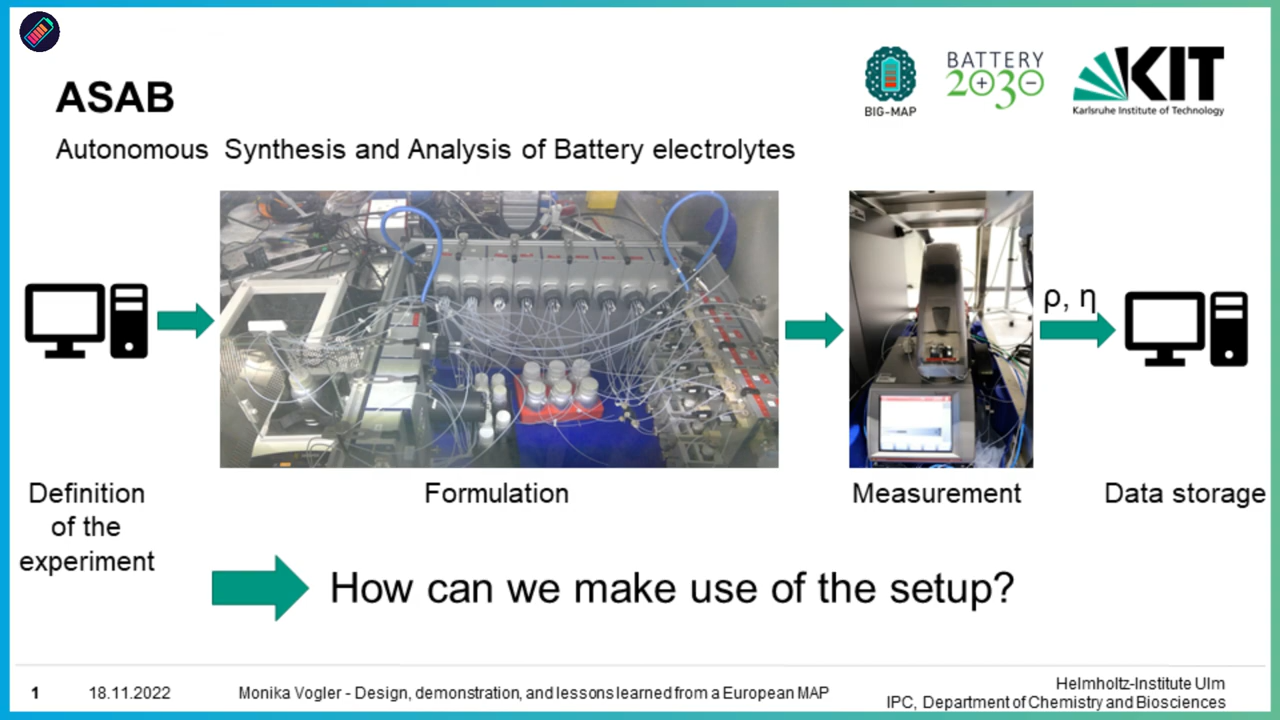 ASAB
BIG-MAP
BATTERY
2030
KIT
Karlsruhe Institute of Technology
Autonomous Synthesis and Analysis of Battery electrolytes
ρ, η
Definition
of the
experiment
Formulation
Measurement
Data storage
How can we make use of the setup?
1
18.11.2022
Monika Vogler - Design, demonstration, and lessons learned from a European MAP
Helmholtz-Institute Ulm
IPC, Department of Chemistry and Biosciences